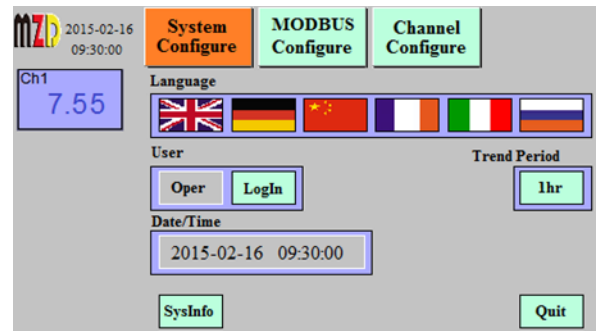 MZD 2015-02-16
09:30:00
System
Configure
MODBUS
Configure
Channel
Configure
Ch1
7.55
Language
User
Trend Period
Oper
LogIn
1hr
Date/Time
2015-02-16 09:30:00
SysInfo
Quit